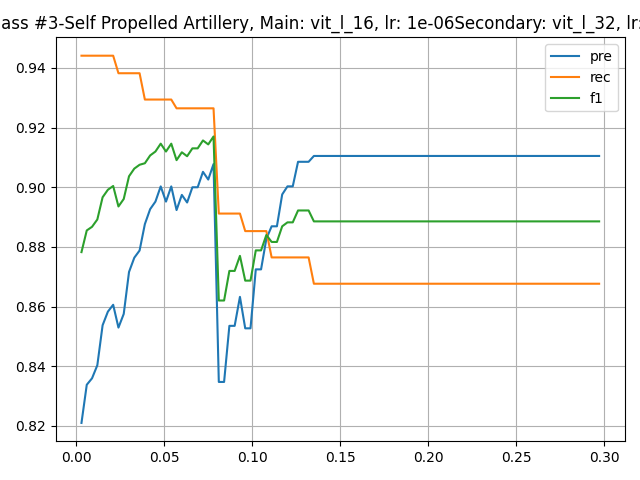 ass #3-Self Propelled Artillery, Main: vit_l_16, lr: 1e-06Secondary: vit_l_32, lr:
0.94
0.92
0.90
0.88
0.86
0.84
0.82
0.00 0.05 0.10 0.15 0.20 0.25 0.30
pre
rec
f1